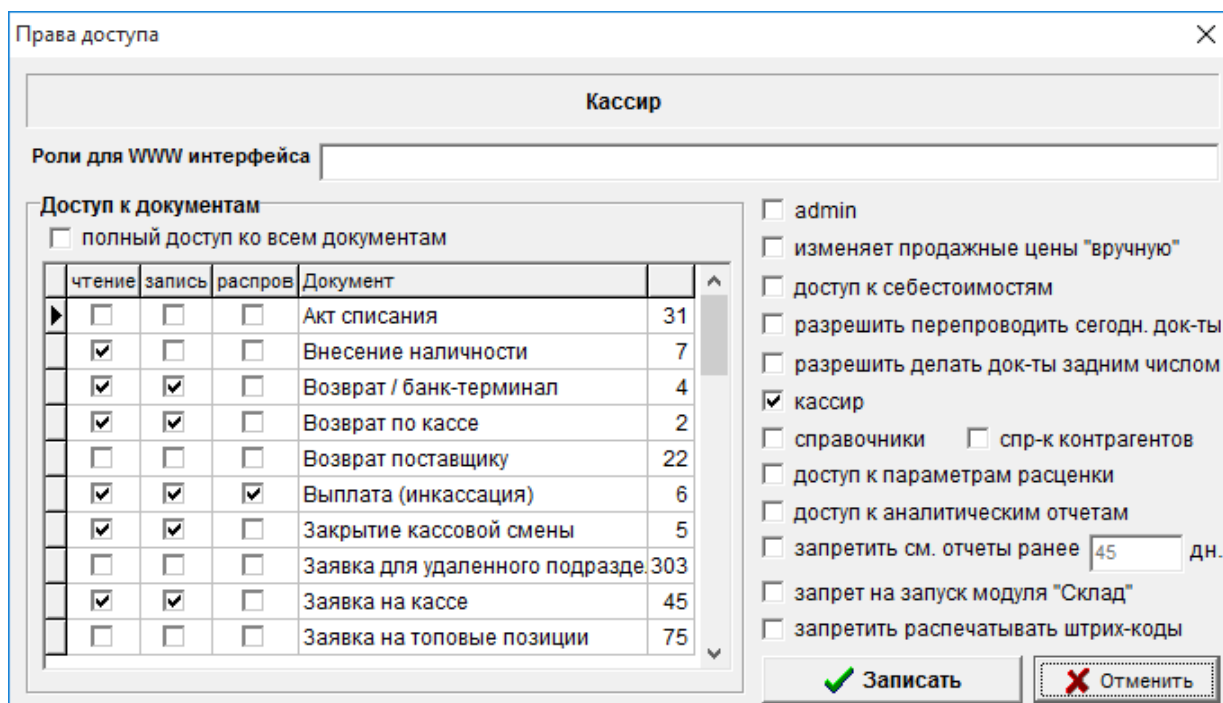 Права доступа
Кассир
Роли для WWW интерфейса
Доступ к документам
полный доступ ко всем документам
чтение запись распров Документ
Акт списания 31
Внесение наличности 7
Возврат / банк-терминал 4
Возврат по кассе 2
Возврат поставщику 22
Выплата (инкассация) 6
Закрытие кассовой смены 5
Заявка для удаленного подразде. 303
Заявка на кассе 45
Заявка на топовые позиции 75
admin
изменяет продажные цены "вручную"
доступ к себестоимостям
разрешить перепроводить сегодн. док-ты
разрешить делать док-ты задним числом
кассир
справочники спр-к контрагентов
доступ к параметрам расценки
доступ к аналитическим отчетам
запретить см. отчеты ранее 45 дн.
запрет на запуск модуля "Склад"
запретить распечатывать штрих-коды
Записать Отменить